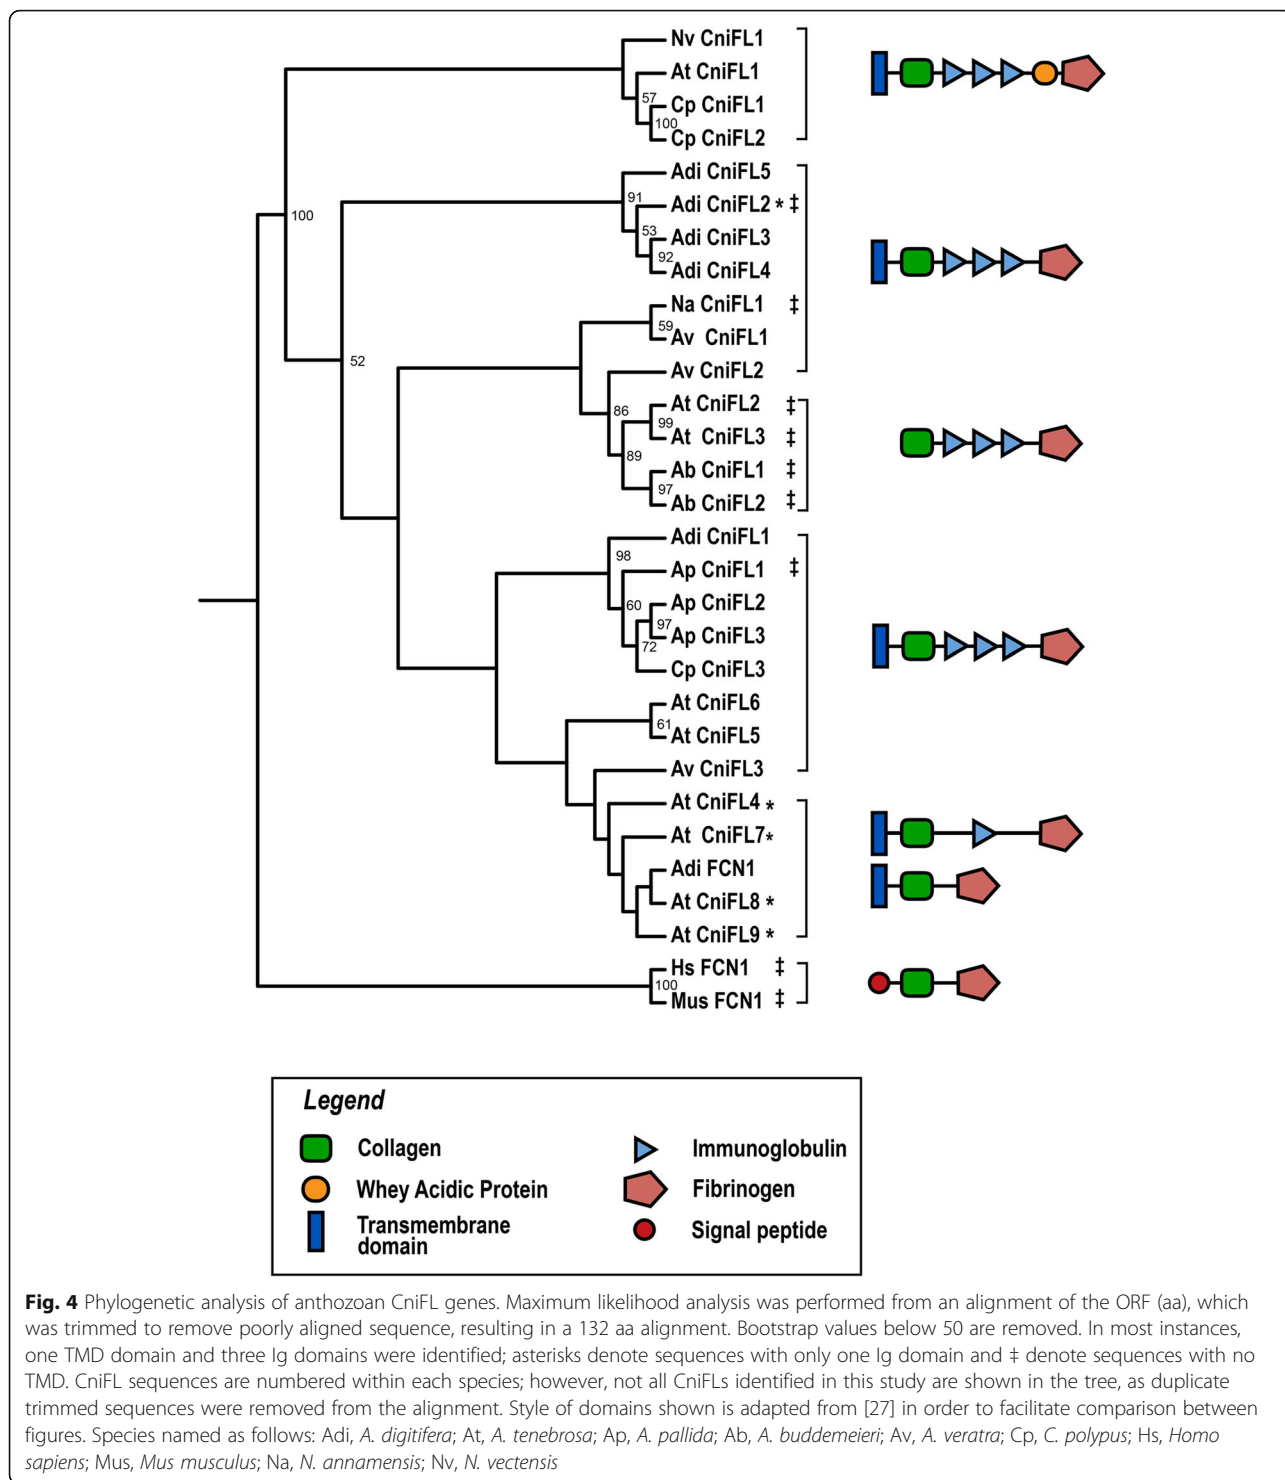 Nv CniFL1
At CniFL1
57
Cp CniFL1
100
Cp CniFL2
Adi CniFL5
91
Adi CniFL2 * ‡
100
53
Adi CniFL3
92
Adi CniFL4
Na CniFL1 ‡
59
Av CniFL1
52
Av CniFL2
86
At CniFL2 ‡
99
At CniFL3 ‡
89
Ab CniFL1 ‡
97
Ab CniFL2 ‡
Adi CniFL1
98
Ap CniFL1 ‡
60
Ap CniFL2
97
Ap CniFL3
72
Cp CniFL3
At CniFL6
61
At CniFL5
Av CniFL3
At CniFL4 *
At CniFL7*
Adi FCN1
At CniFL8 *
At CniFL9 *
Hs FCN1 ‡
100
Mus FCN1 ‡
Legend
Collagen
Immunoglobulin
Whey Acidic Protein
Fibrinogen
Transmembrane
domain
Signal peptide
Fig. 4 Phylogenetic analysis of anthozoan CniFL genes. Maximum likelihood analysis was performed from an alignment of the ORF (aa), which
was trimmed to remove poorly aligned sequence, resulting in a 132 aa alignment. Bootstrap values below 50 are removed. In most instances,
one TMD domain and three Ig domains were identified; asterisks denote sequences with only one Ig domain and ‡ denote sequences with no
TMD. CniFL sequences are numbered within each species; however, not all CniFLs identified in this study are shown in the tree, as duplicate
trimmed sequences were removed from the alignment. Style of domains shown is adapted from [27] in order to facilitate comparison between
figures. Species named as follows: Adi, A. digitifera; At, A. tenebrosa; Ap, A. pallida; Ab, A. buddemeieri; Av, A. veratra; Cp, C. polypus; Hs, Homo
sapiens; Mus, Mus musculus; Na, N. annamensis; Nv, N. vectensis